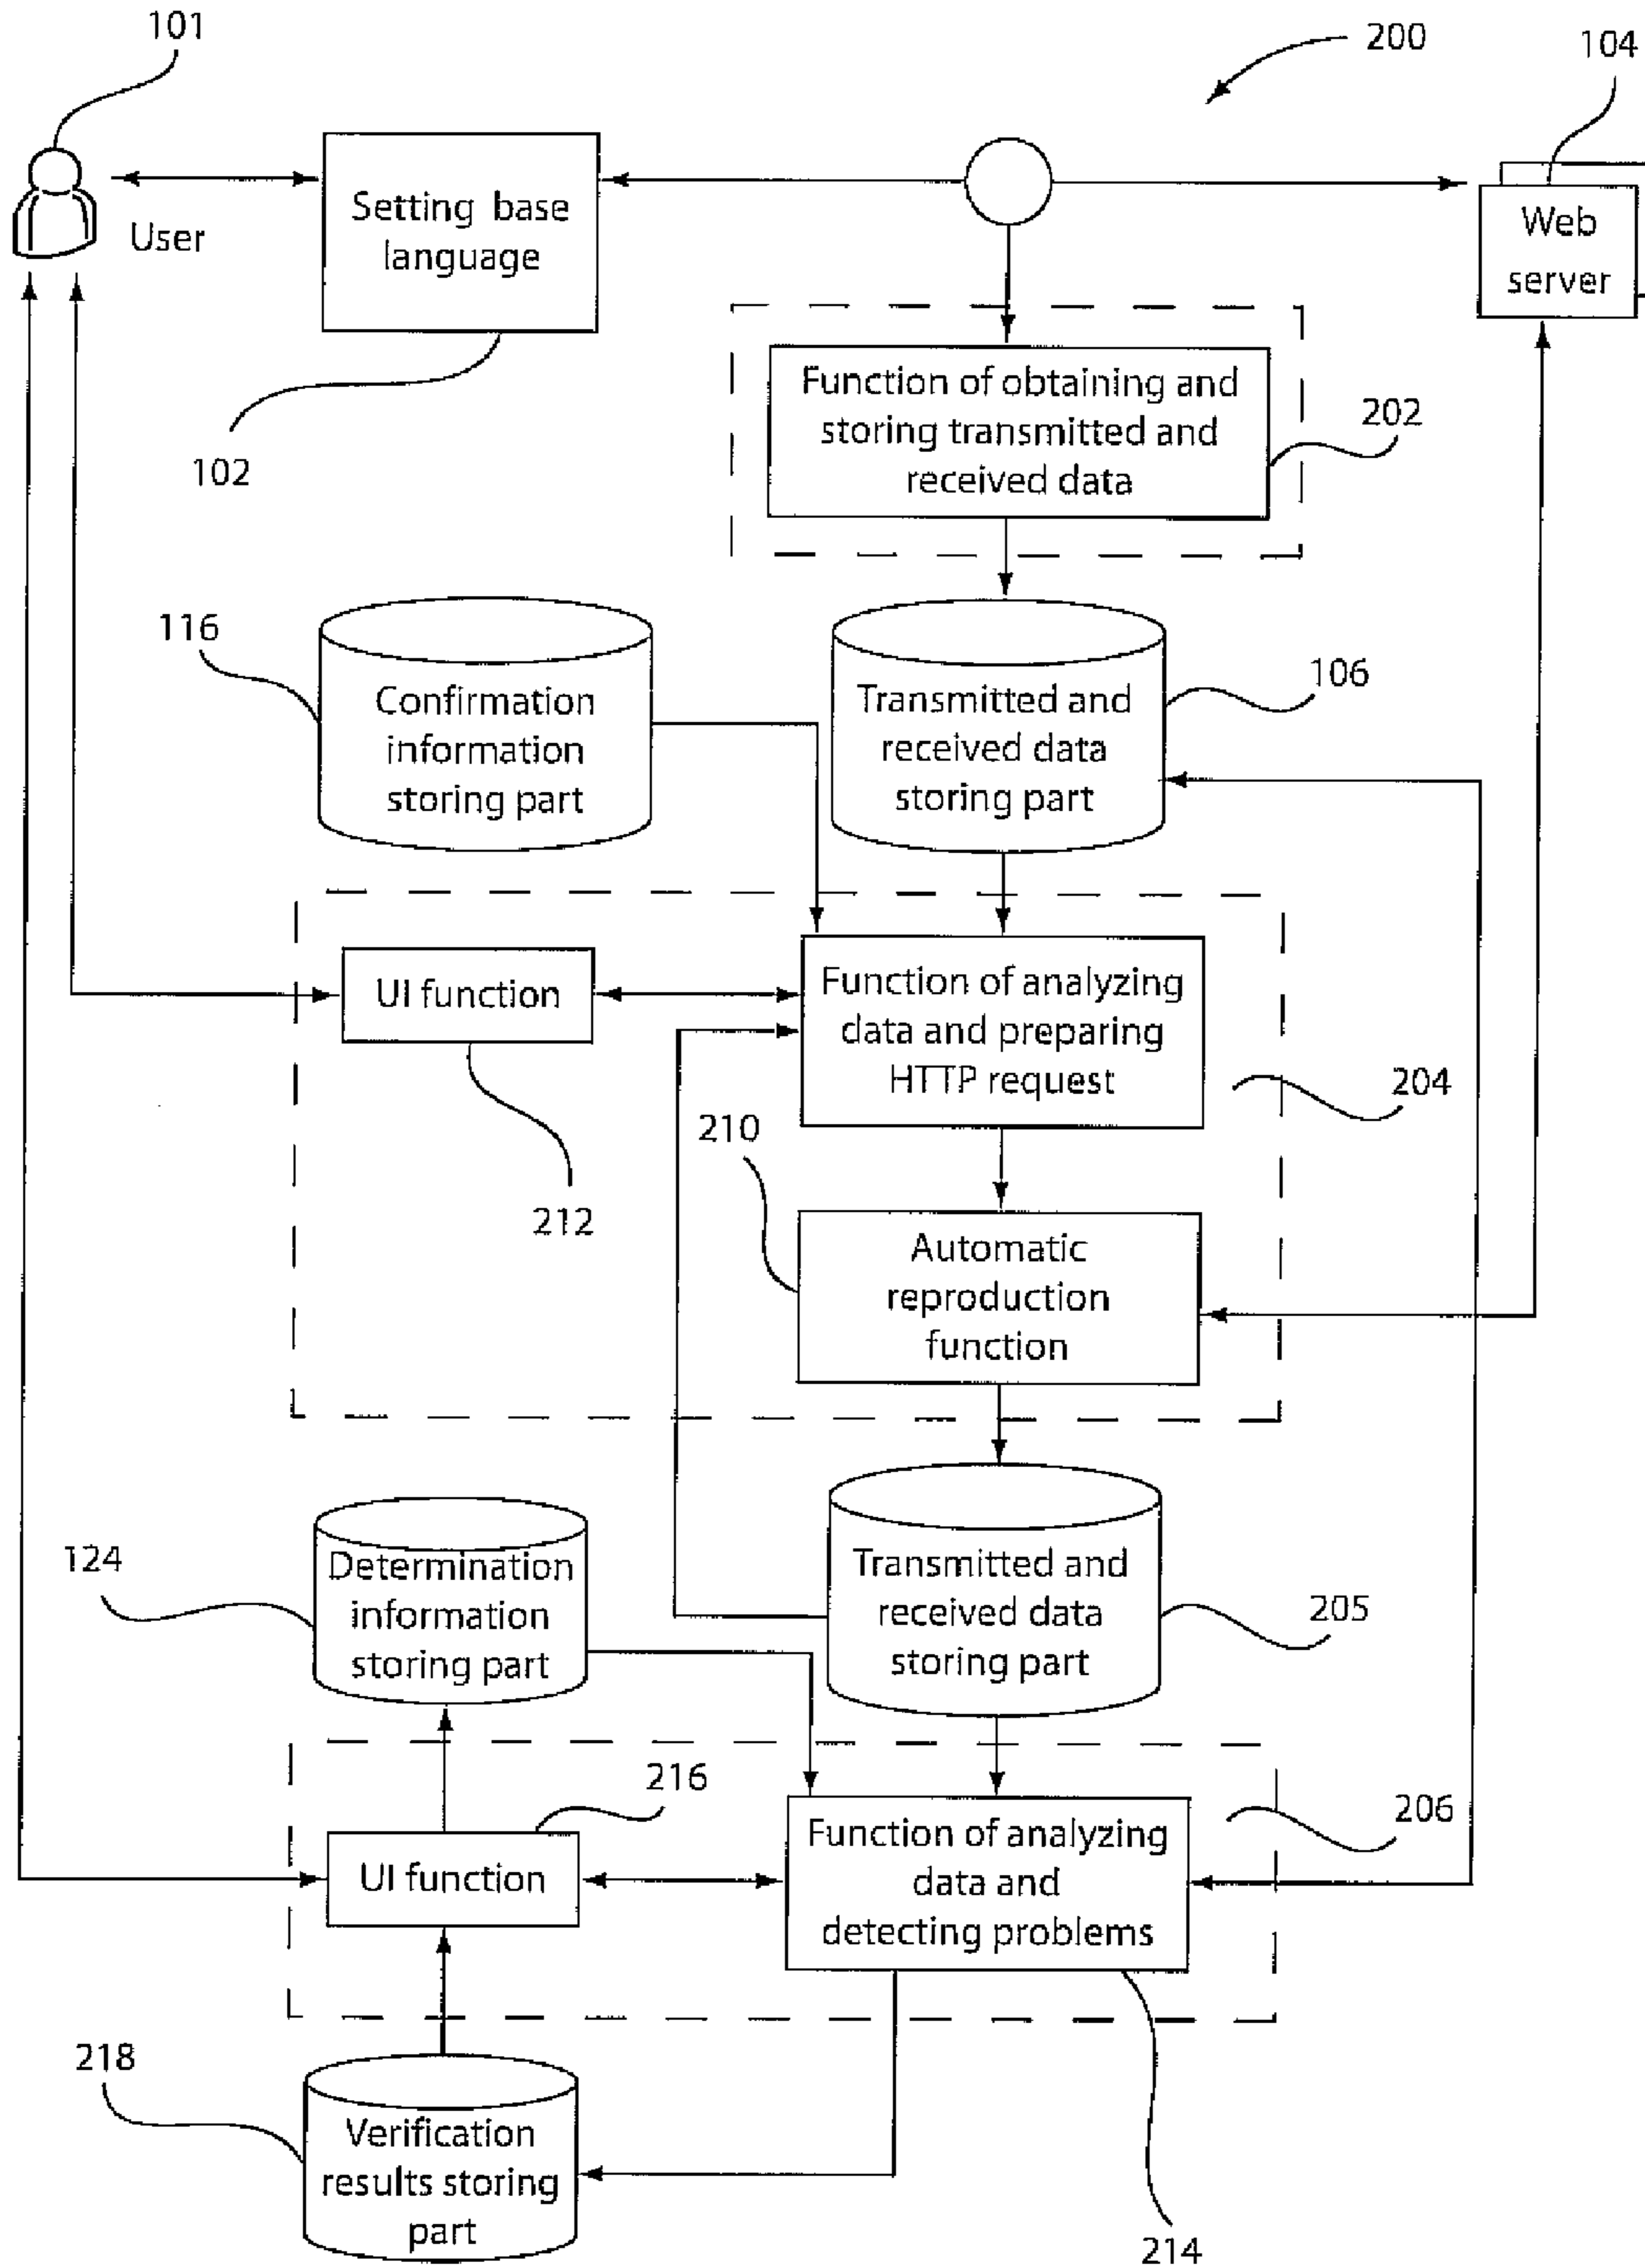 101
200
104
User
Setting base
language
Web
server
102
Function of obtaining and
storing transmitted and
received data
202
116
Confirmation
information
storing part
Transmitted and
received data
storing part
106
UI function
Function of analyzing
data and preparing
HTTP request
204
212
210
Automatic
reproduction
function
124
Determination
information
storing part
Transmitted and
received data
storing part
205
216
UI function
Function of analyzing
data and
detecting problems
206
218
Verification
results storing
part
214